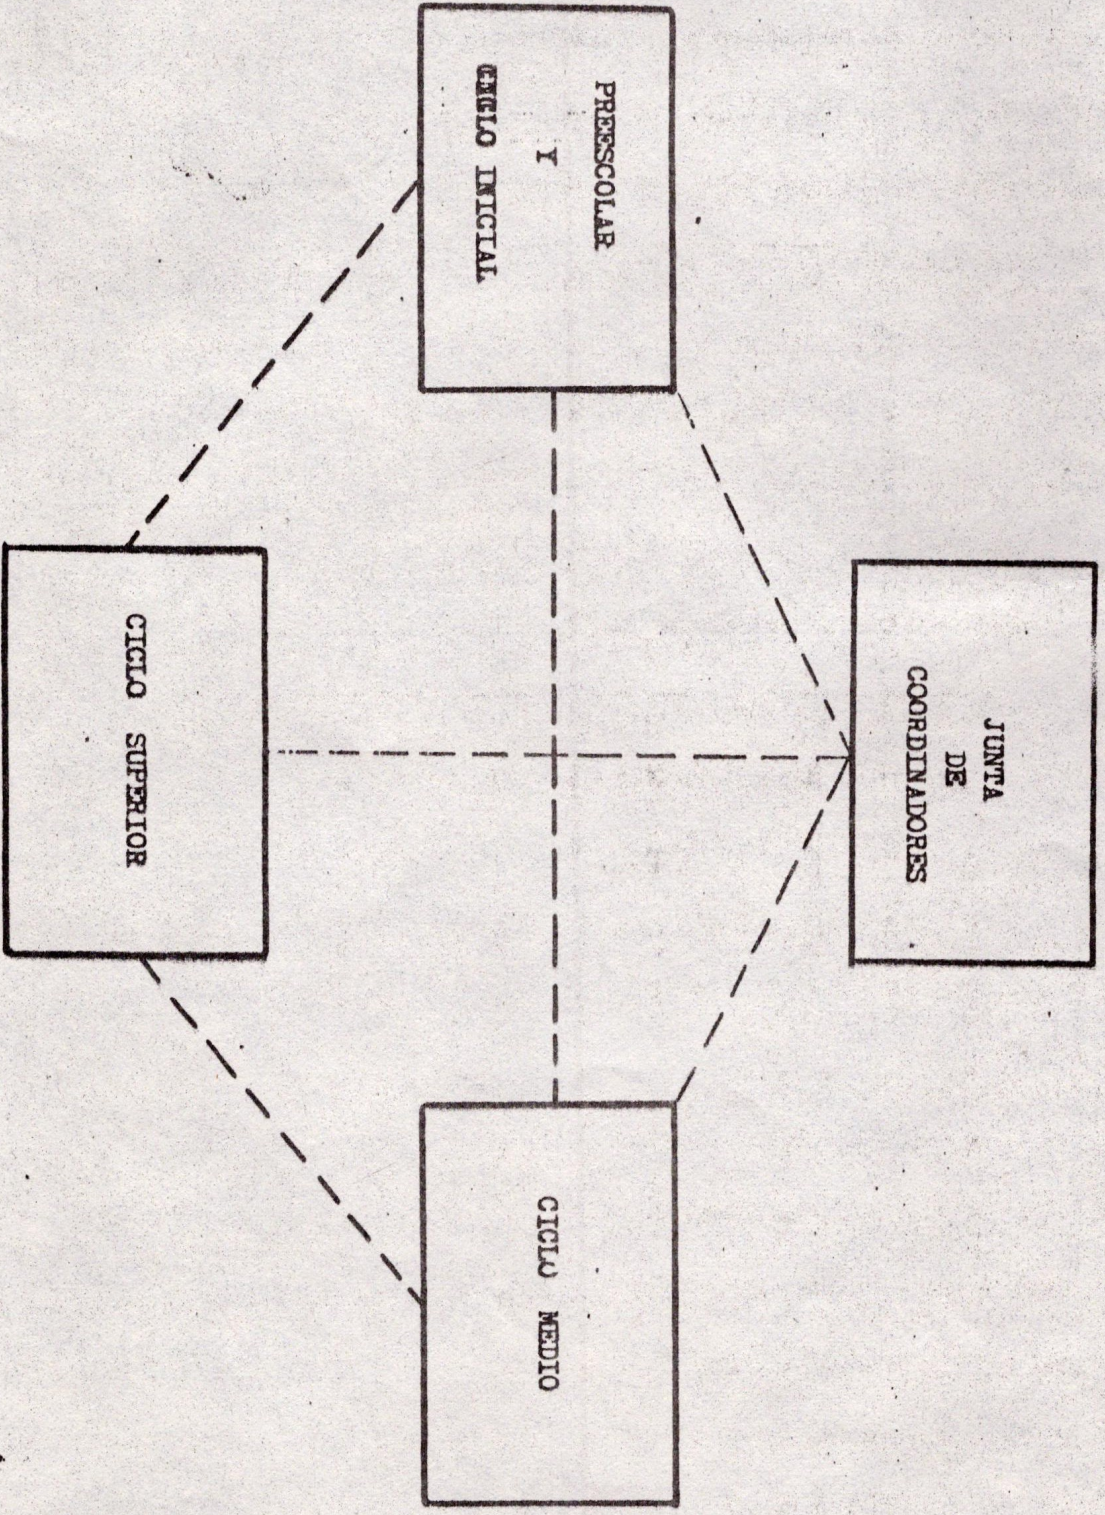 JUNTA
DE
COORDINADORES
PREESCOLAR
Y
CICLO INICIAL
CICLO MEDIO
CICLO SUPERIOR